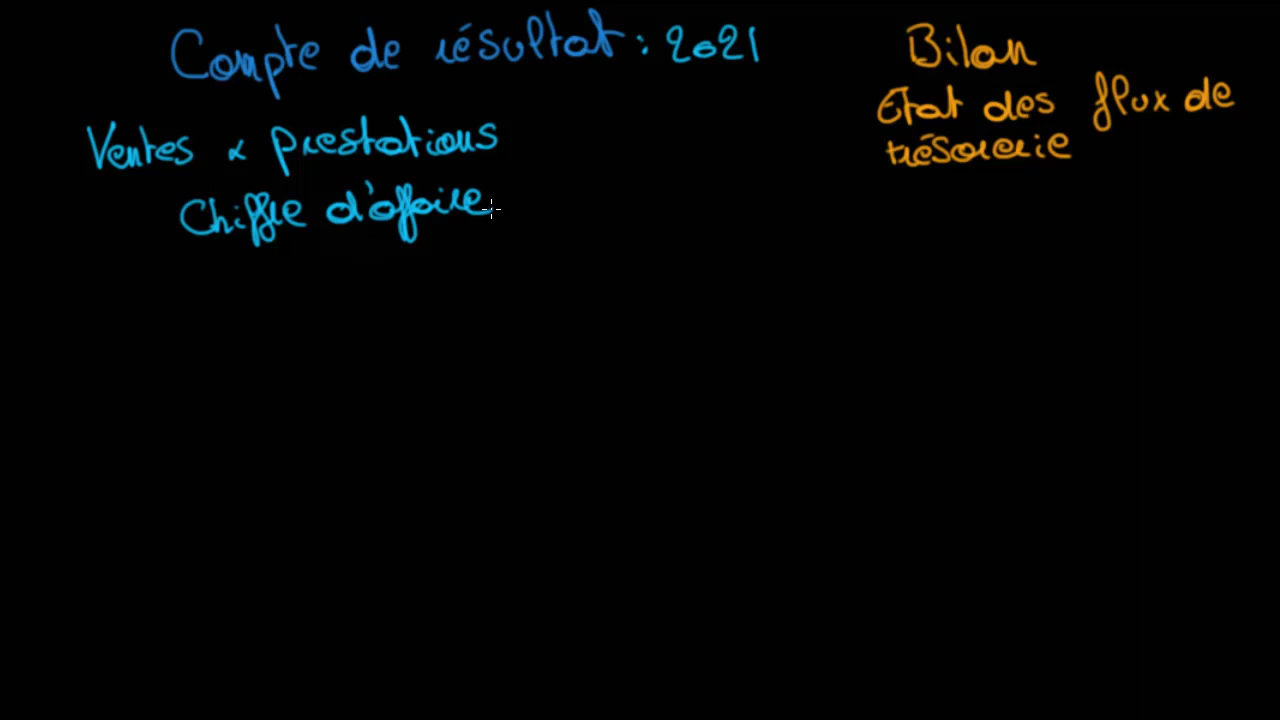 Compte de résultat : 2021
Ventes & prestations
Chiffre d'affaire
Bilan
Etat des flux de
trésorerie